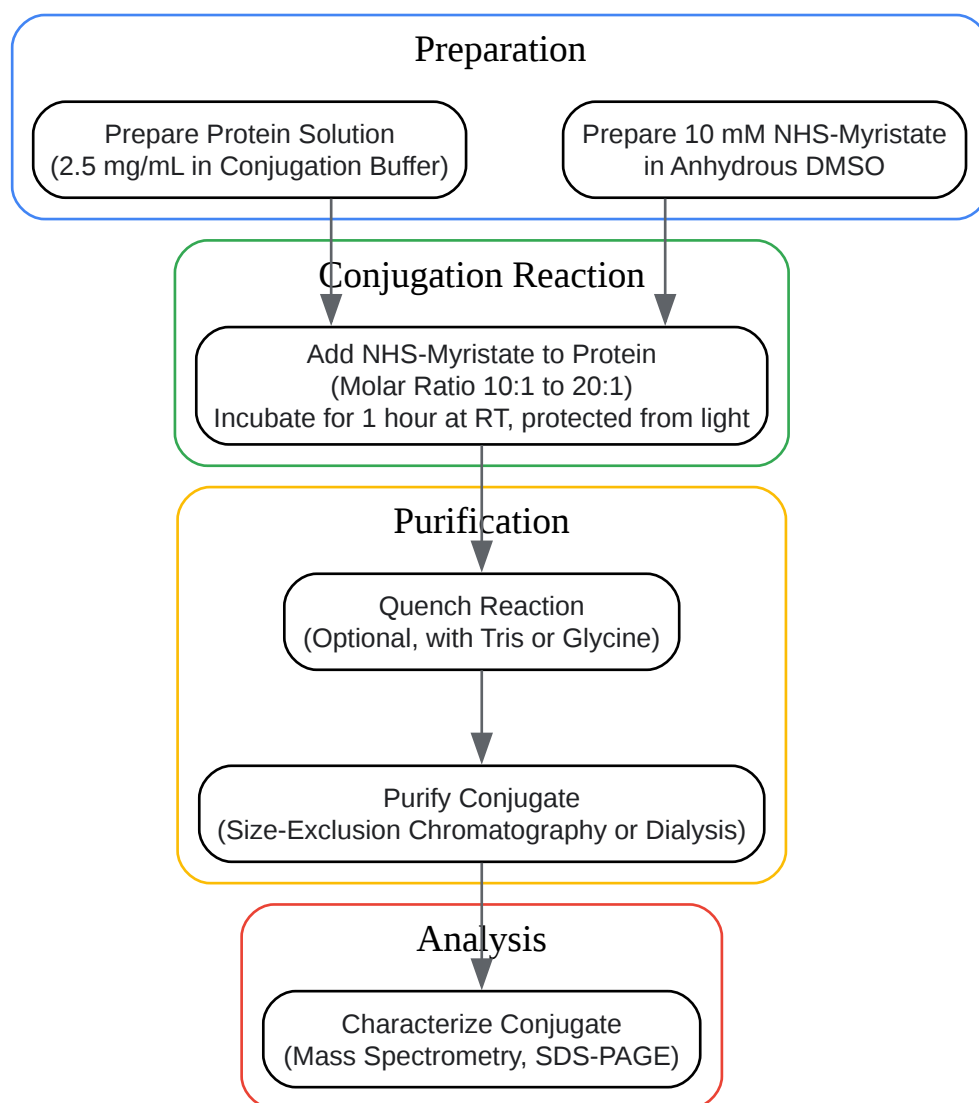 Preparation
Prepare Protein Solution
(2.5 mg/mL in Conjugation Buffer)
Prepare 10 mM NHS-Myristate
in Anhydrous DMSO
Conjugation Reaction
Add NHS-Myristate to Protein
(Molar Ratio 10:1 to 20:1)
Incubate for 1 hour at RT, protected from light
Purification
Quench Reaction
(Optional, with Tris or Glycine)
Purify Conjugate
(Size-Exclusion Chromatography or Dialysis)
Analysis
Characterize Conjugate
(Mass Spectrometry, SDS-PAGE)